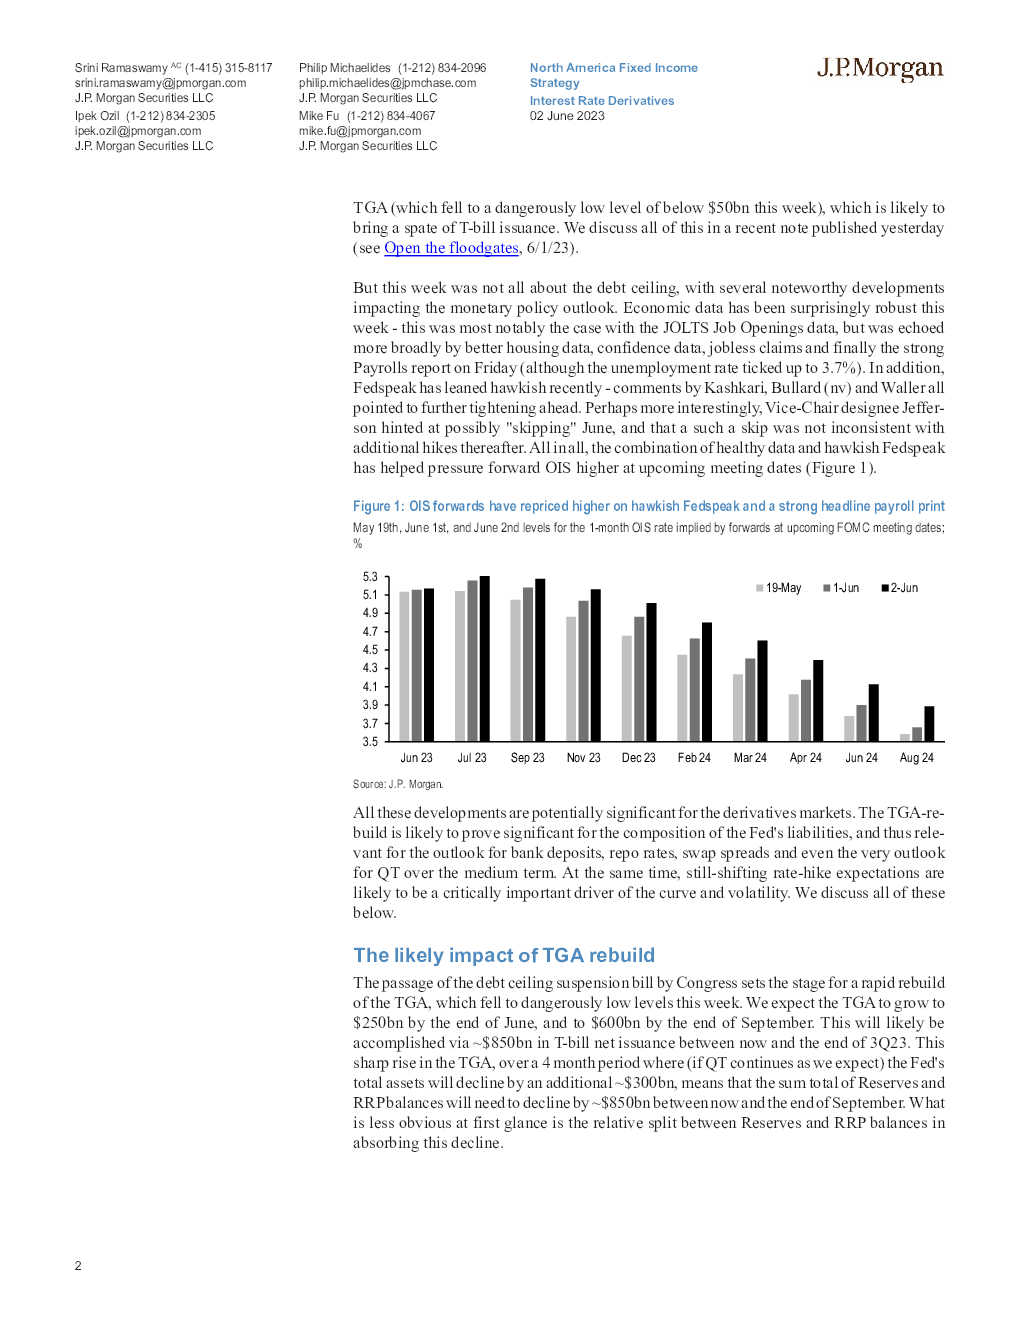 Srini Ramaswamy AC (1-415) 315-8117
srini.ramaswamy@jpmorgan.com
J.P. Morgan Securities LLC
Ipek Ozil (1-212) 834-2305
ipek.ozil@jpmorgan.com
J.P. Morgan Securities LLC
Philip Michaelides (1-212) 834-2096
philip.michaelides@jpmchase.com
J.P. Morgan Securities LLC
Mike Fu (1-212) 834-4067
mike.fu@jpmorgan.com
J.P. Morgan Securities LLC
North America Fixed Income
Strategy
Interest Rate Derivatives
02 June 2023
J.P.Morgan
TGA (which fell to a dangerously low level of below $50bn this week), which is likely to
bring a spate of T-bill issuance. We discuss all of this in a recent note published yesterday
(see Open the floodgates, 6/1/23).
But this week was not all about the debt ceiling, with several noteworthy developments
impacting the monetary policy outlook. Economic data has been surprisingly robust this
week - this was most notably the case with the JOLTS Job Openings data, but was echoed
more broadly by better housing data, confidence data, jobless claims and finally the strong
Payrolls report on Friday (although the unemployment rate ticked up to 3.7%). In addition,
Fedspeak has leaned hawkish recently - comments by Kashkari, Bullard (nv) and Waller all
pointed to further tightening ahead. Perhaps more interestingly, Vice-Chair designee Jeffer-
son hinted at possibly "skipping" June, and that a such a skip was not inconsistent with
additional hikes thereafter. All in all, the combination of healthy data and hawkish Fedspeak
has helped pressure forward OIS higher at upcoming meeting dates (Figure 1).
Figure 1: OIS forwards have repriced higher on hawkish Fedspeak and a strong headline payroll print
May 19th, June 1st, and June 2nd levels for the 1-month OIS rate implied by forwards at upcoming FOMC meeting dates;
%
19-May 1-Jun 2-Jun
5.3
5.1
4.9
4.7
4.5
4.3
4.1
3.9
3.7
3.5
Jun 23 Jul 23 Sep 23 Nov 23 Dec 23 Feb 24 Mar 24 Apr 24 Jun 24 Aug 24
Source: J.P. Morgan.
All these developments are potentially significant for the derivatives markets. The TGA-re-
build is likely to prove significant for the composition of the Fed's liabilities, and thus rele-
vant for the outlook for bank deposits, repo rates, swap spreads and even the very outlook
for QT over the medium term. At the same time, still-shifting rate-hike expectations are
likely to be a critically important driver of the curve and volatility. We discuss all of these
below.
The likely impact of TGA rebuild
The passage of the debt ceiling suspension bill by Congress sets the stage for a rapid rebuild
of the TGA, which fell to dangerously low levels this week. We expect the TGA to grow to
$250bn by the end of June, and to $600bn by the end of September. This will likely be
accomplished via ~$850bn in T-bill net issuance between now and the end of 3Q23. This
sharp rise in the TGA, over a 4 month period where (if QT continues as we expect) the Fed's
total assets will decline by an additional ~$300bn, means that the sum total of Reserves and
RRP balances will need to decline by ~$850bn between now and the end of September. What
is less obvious at first glance is the relative split between Reserves and RRP balances in
absorbing this decline.
2